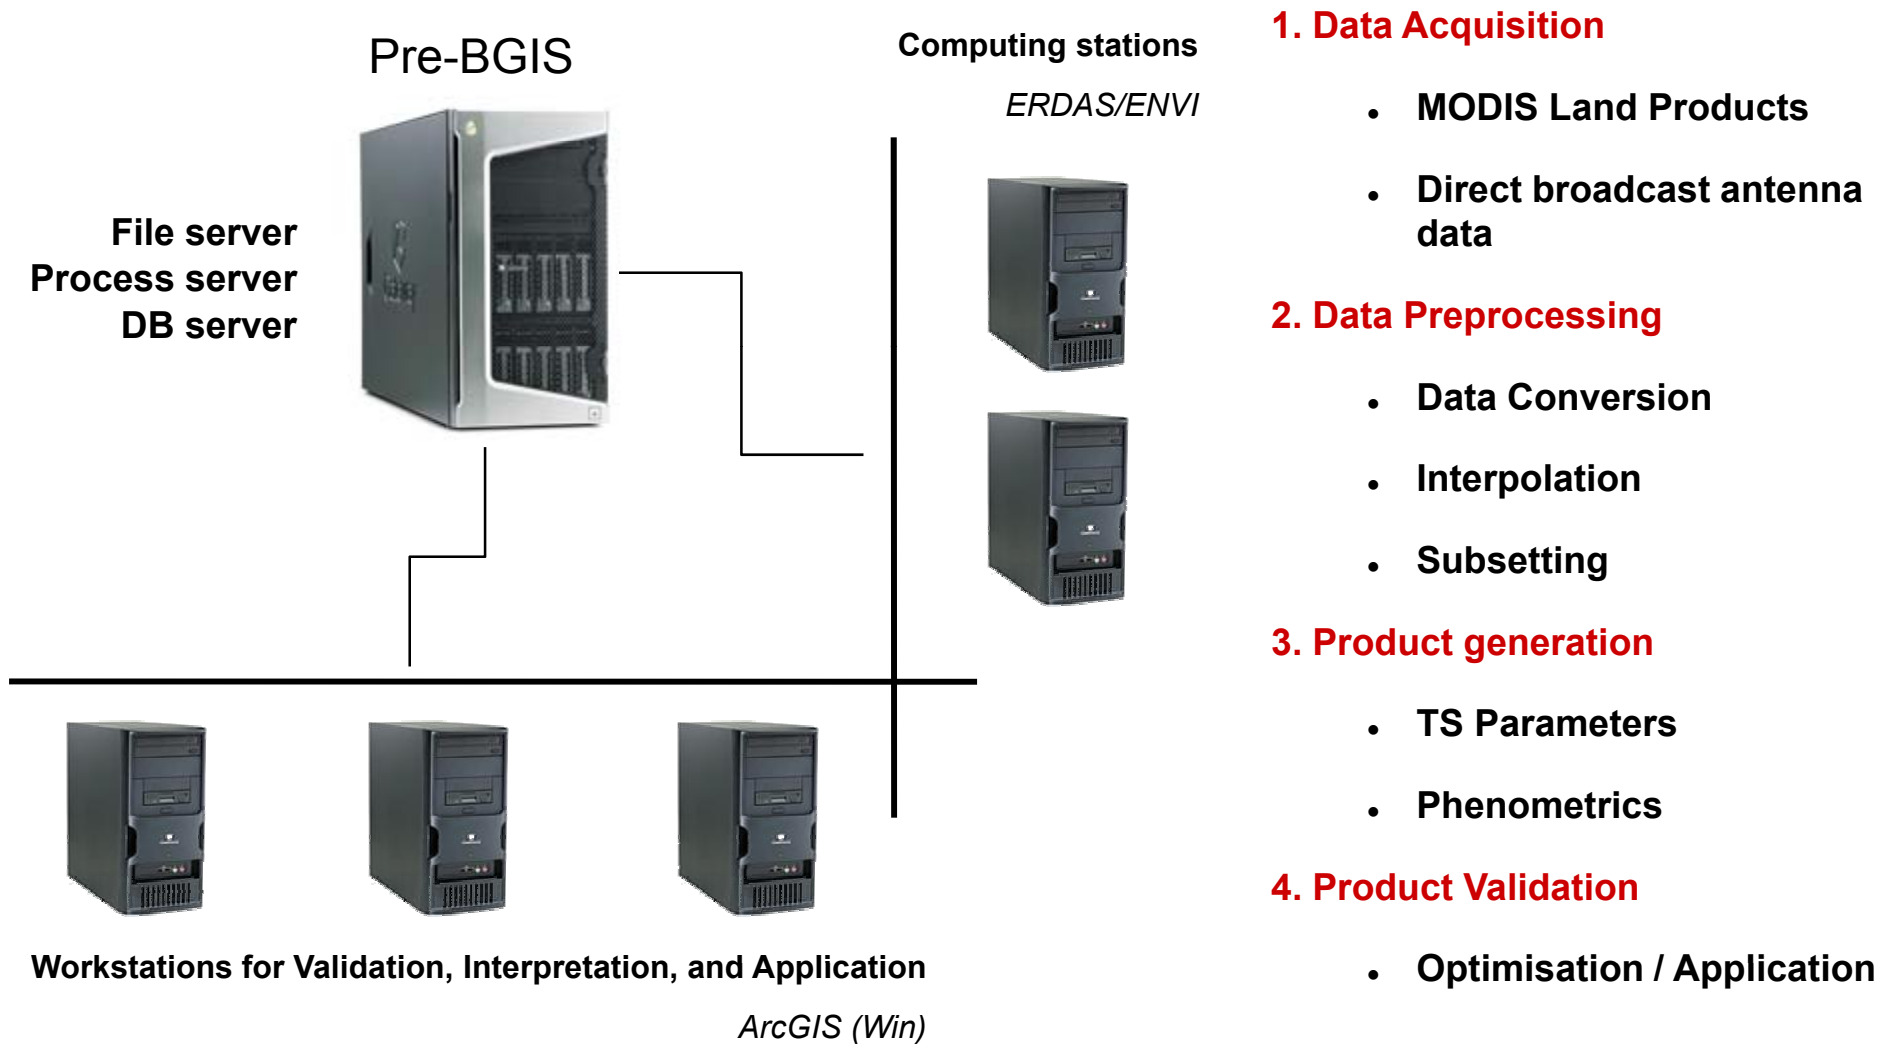 Pre-BGIS
File server
Process server
DB server
Computing stations
ERDAS/ENVI
Workstations for Validation, Interpretation, and Application
ArcGIS (Win)
1. Data Acquisition
• MODIS Land Products
• Direct broadcast antenna
data
2. Data Preprocessing
• Data Conversion
• Interpolation
• Subsetting
3. Product generation
• TS Parameters
• Phenometrics
4. Product Validation
• Optimisation / Application